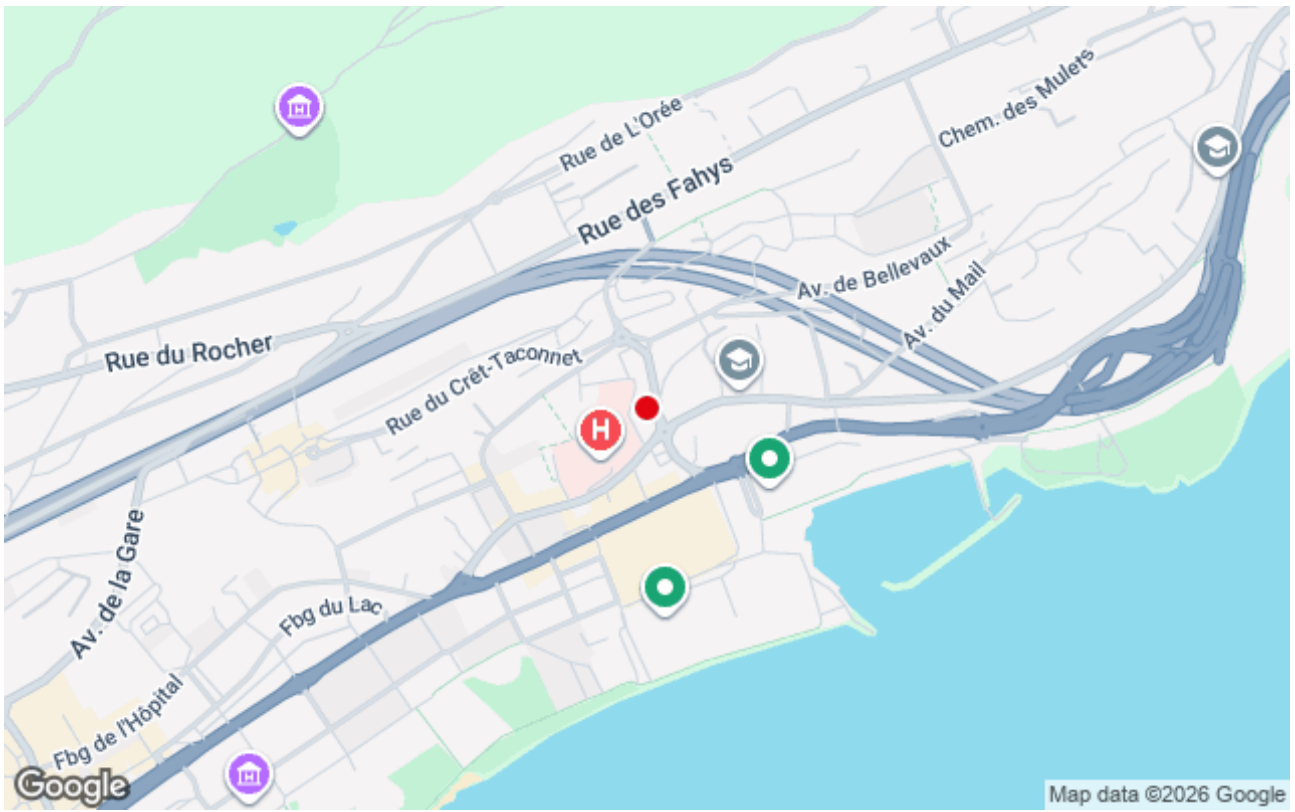 Rue de L'Orée
Chem. des Mulets
Rue des Fahys
Av. de Bellevaux
Av. du Mail
Rue du Rocher
Rue du Crêt-Taconnet
H
Av. de la Gare
Fbg du Lac
Fbg de l'Hôpital
Google
Map data ©2026 Google